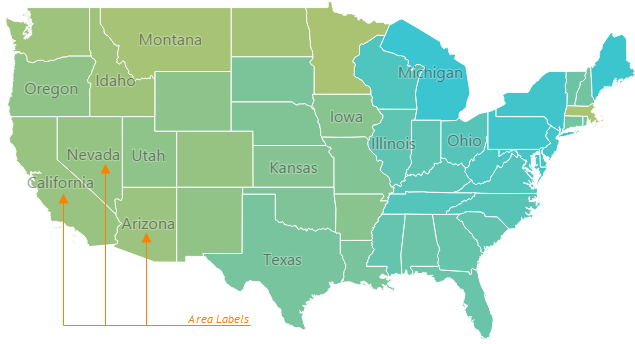 Montana
Michigan
Idaho
Oregon
Iowa
Illinois
Ohio
Nevada
Utah
Kansas
California
Arizona
Texas
Area Labels